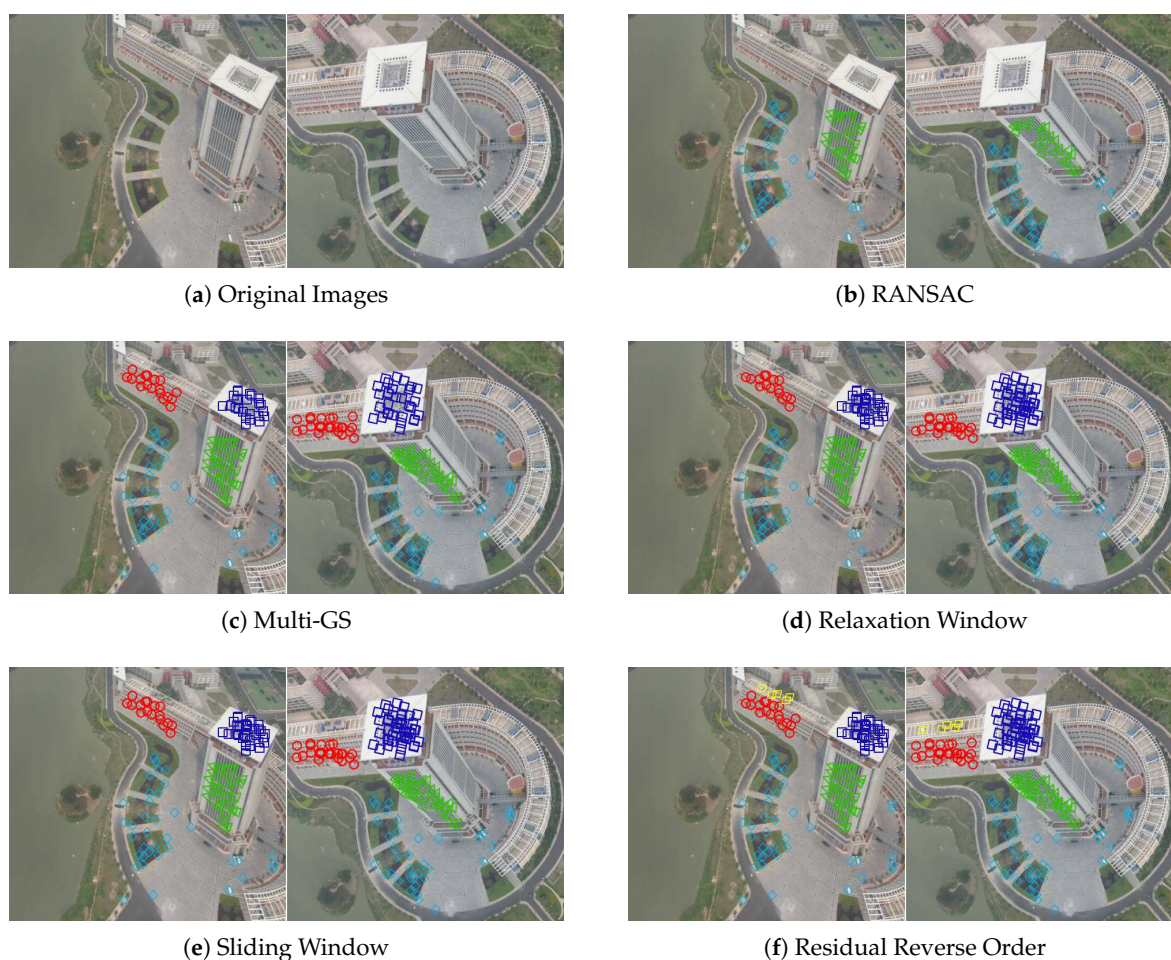 (a) Original Images
(b) RANSAC
(c) Multi-GS
(d) Relaxation Window
(e) Sliding Window
(f) Residual Reverse Order